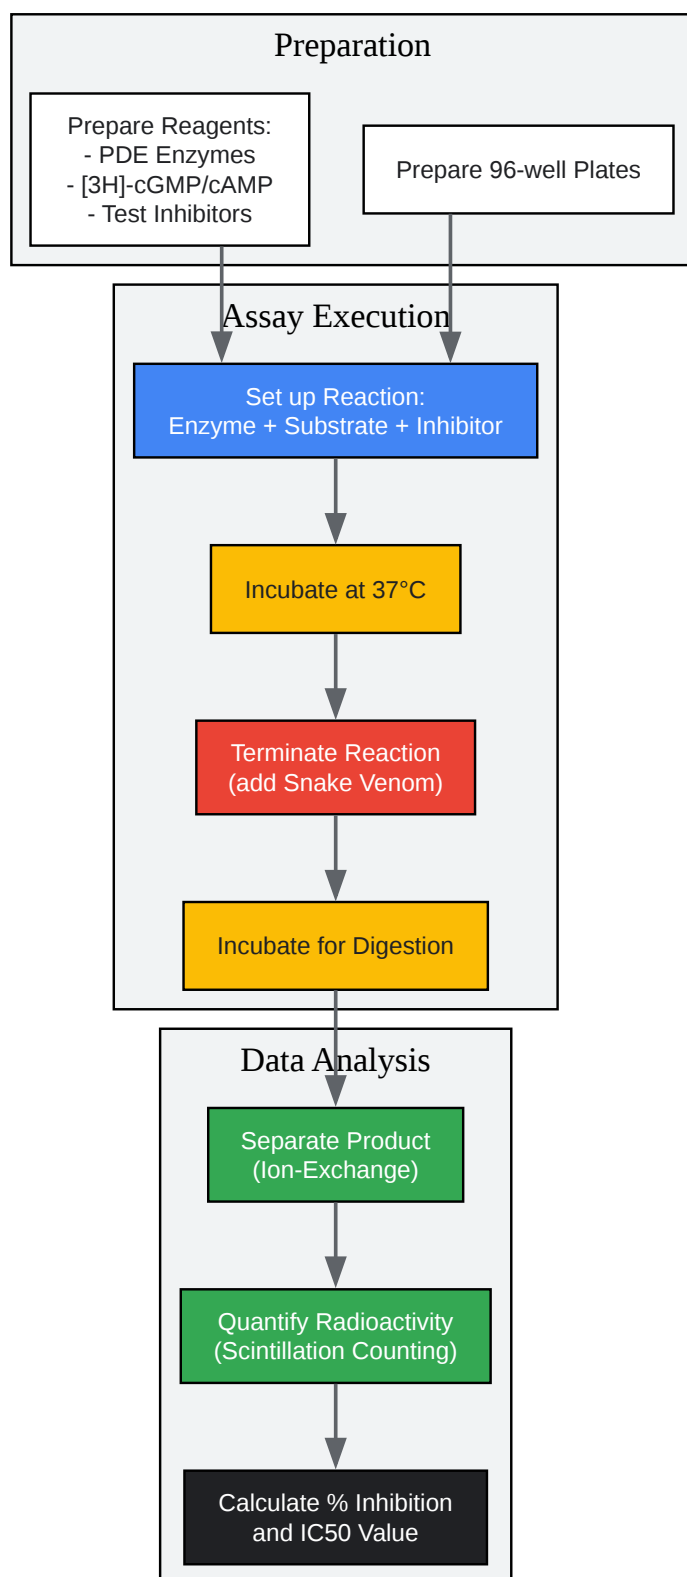 Preparation
Prepare Reagents:
- PDE Enzymes
- [3H]-cGMP/cAMP
- Test Inhibitors
Prepare 96-well Plates
Assay Execution
Set up Reaction:
Enzyme + Substrate + Inhibitor
Incubate at 37°C
Terminate Reaction
(add Snake Venom)
Incubate for Digestion
Data Analysis
Separate Product
(Ion-Exchange)
Quantify Radioactivity
(Scintillation Counting)
Calculate % Inhibition
and IC50 Value